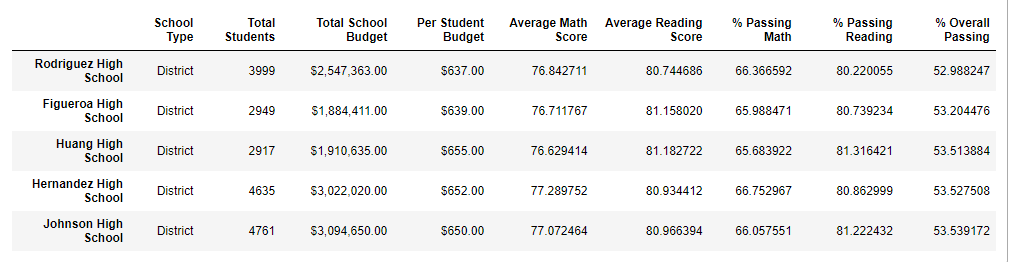 School Type Total Students Total School Budget Per Student Budget Average Math Score Average Reading Score % Passing Math % Passing Reading % Overall Passing
Rodriguez High School District 3999 $2,547,363.00 $637.00 76.842711 80.744686 66.366592 80.220055 52.988247
Figueroa High School District 2949 $1,884,411.00 $639.00 76.711767 81.158020 65.988471 80.739234 53.204476
Huang High School District 2917 $1,910,635.00 $655.00 76.629414 81.182722 65.683922 81.316421 53.513884
Hernandez High School District 4635 $3,022,020.00 $652.00 77.289752 80.934412 66.752967 80.862999 53.527508
Johnson High School District 4761 $3,094,650.00 $650.00 77.072464 80.966394 66.057551 81.222432 53.539172